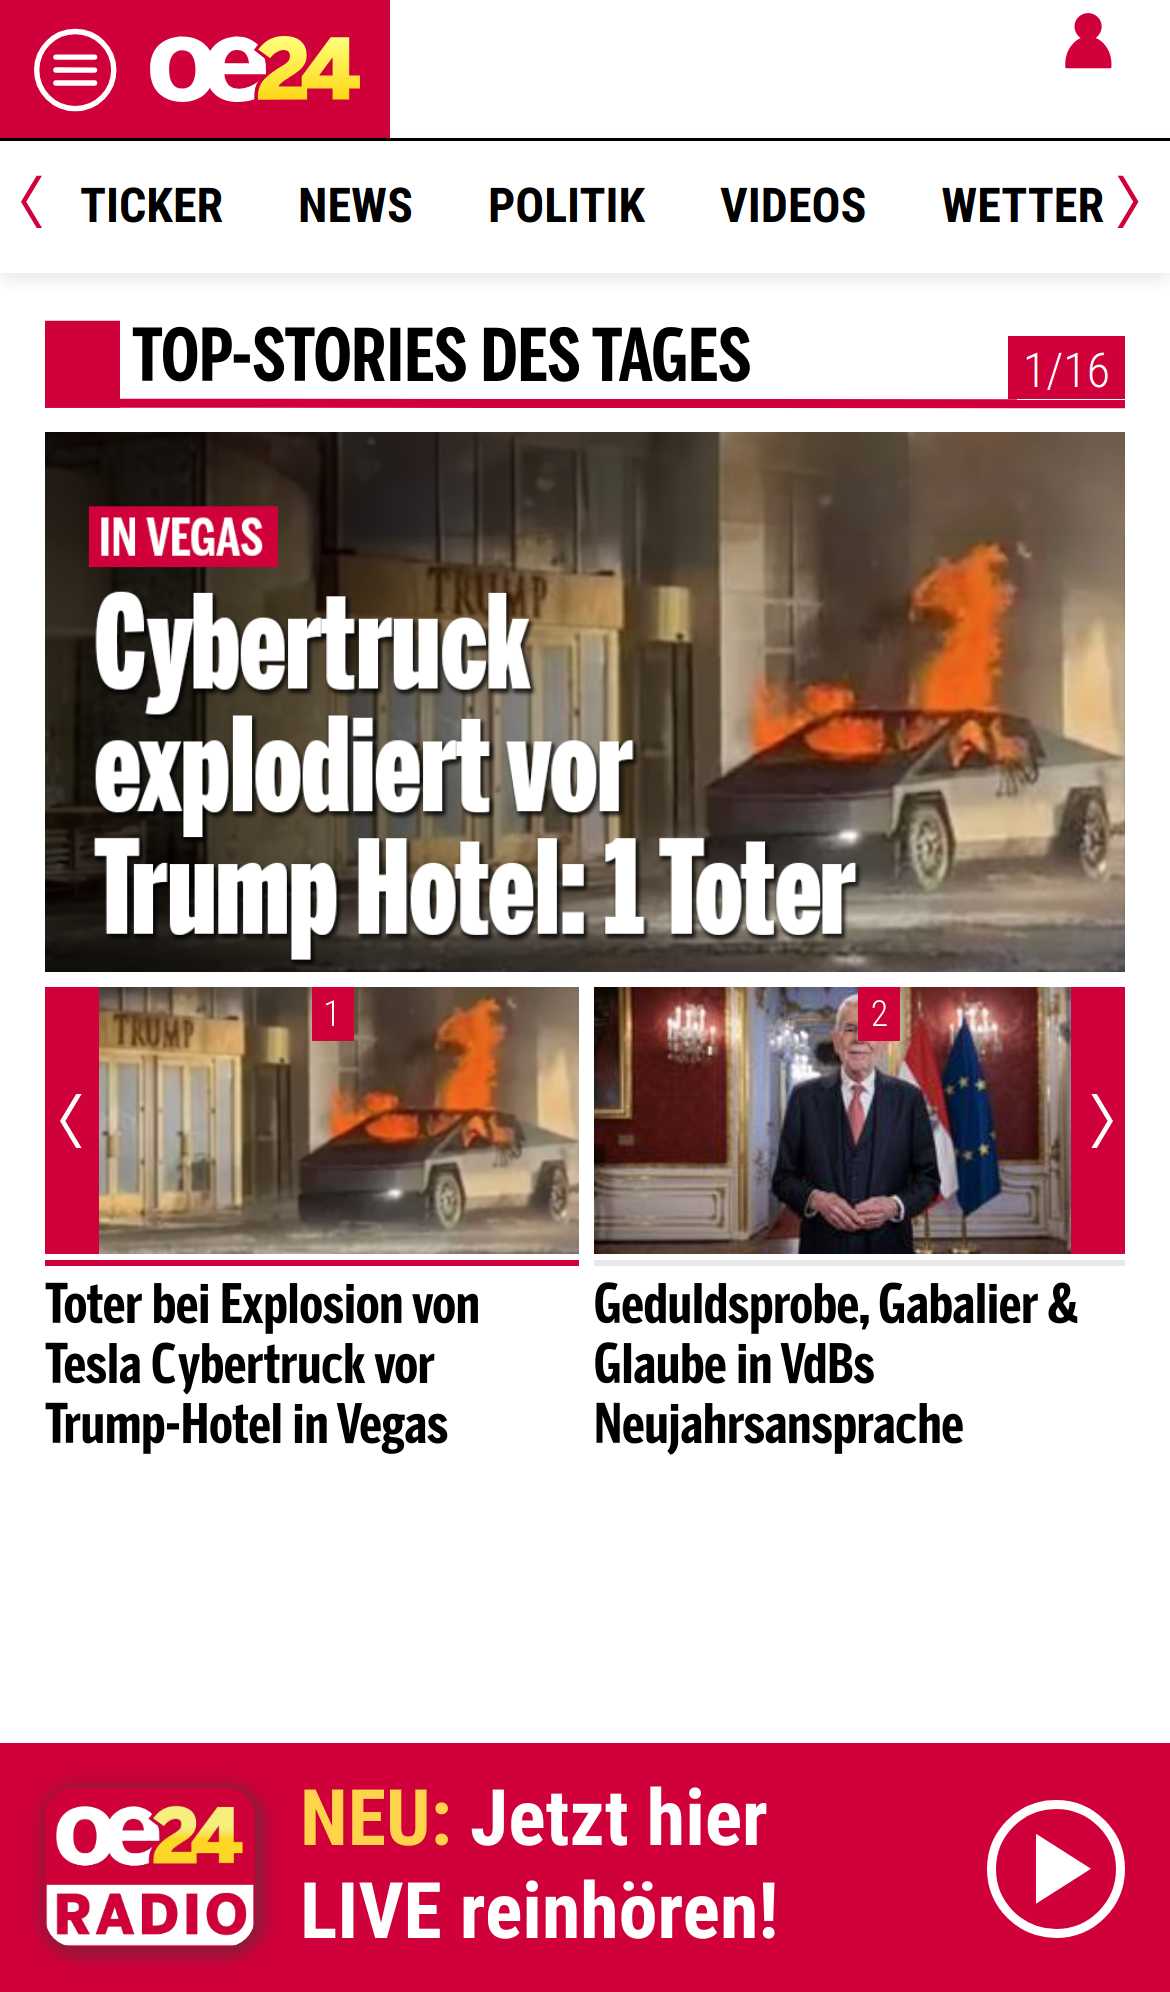 oe24
TICKER NEWS POLITIK VIDEOS WETTER
TOP-STORIES DES TAGES
1/16
IN VEGAS
TRUMP
Cybertruck
explodiert vor
Trump Hotel: 1 Toter
1
TRUMP
2
Toter bei Explosion von
Tesla Cybertruck vor
Trump-Hotel in Vegas
Geduldsprobe, Gabalier &
Glaube in VdBs
Neujahrsansprache
oe24
RADIO
NEU: Jetzt hier
LIVE reinhören!